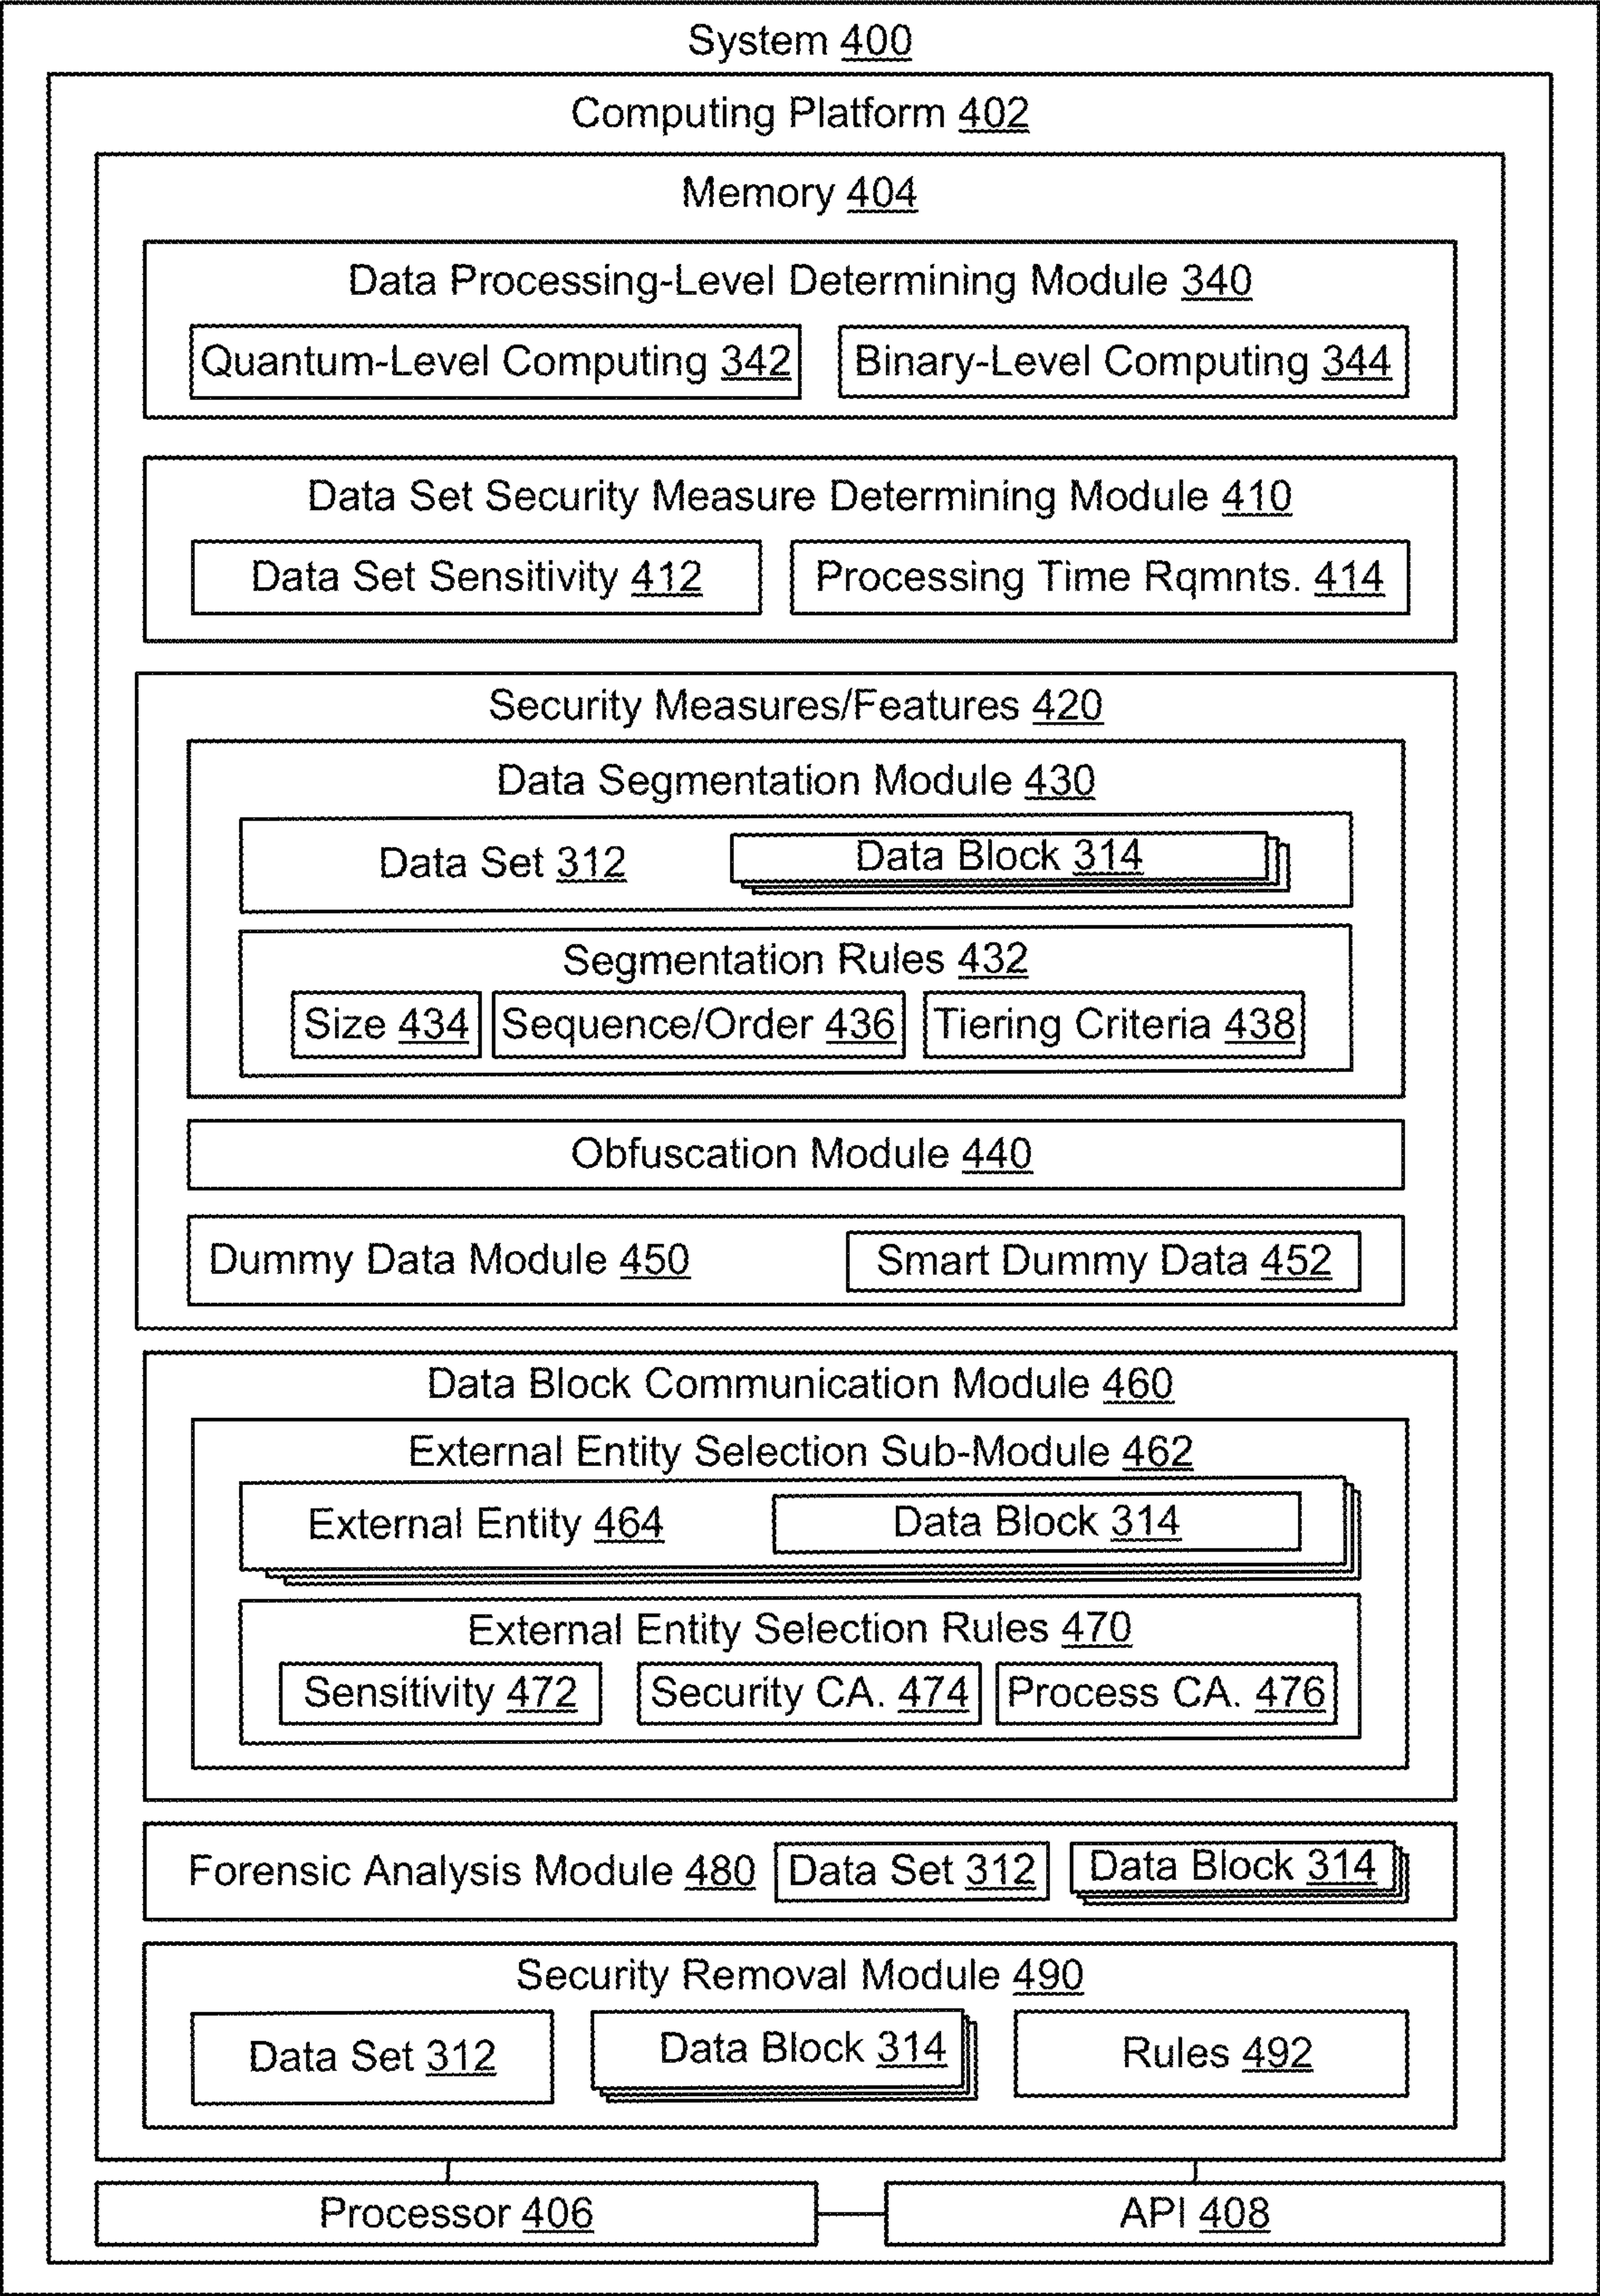 System 400
Computing Platform 402
Memory 404
Data Processing-Level Determining Module 340
Quantum-Level Computing 342 Binary-Level Computing 344
Data Set Security Measure Determining Module 410
Data Set Sensitivity 412 Processing Time Rqmnts. 414
Security Measures/Features 420
Data Segmentation Module 430
Data Set 312 Data Block 314
Segmentation Rules 432
Size 434 Sequence/Order 436 Tiering Criteria 438
Obfuscation Module 440
Dummy Data Module 450 Smart Dummy Data 452
Data Block Communication Module 460
External Entity Selection Sub-Module 462
External Entity 464 Data Block 314
External Entity Selection Rules 470
Sensitivity 472 Security CA. 474 Process CA. 476
Forensic Analysis Module 480 Data Set 312 Data Block 314
Security Removal Module 490
Data Set 312 Data Block 314 Rules 492
Processor 406 API 408